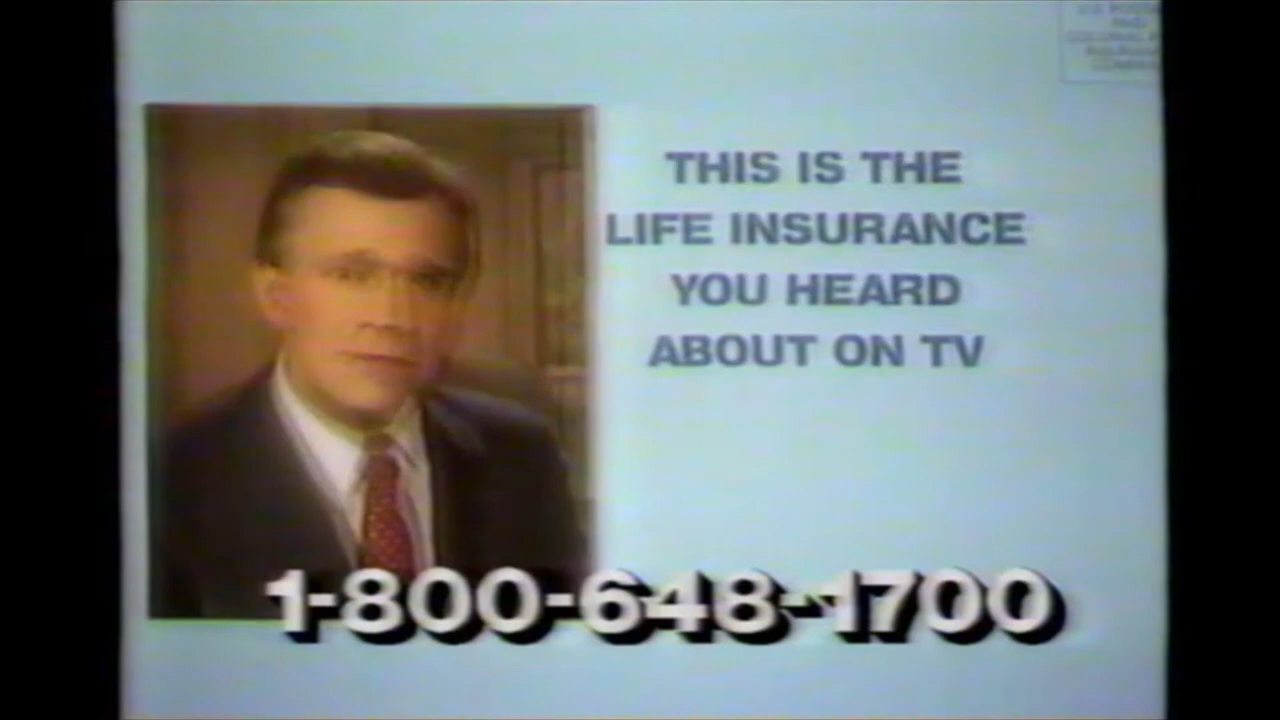 THIS IS THE
LIFE INSURANCE
YOU HEARD
ABOUT ON TV
1-800-648-1700